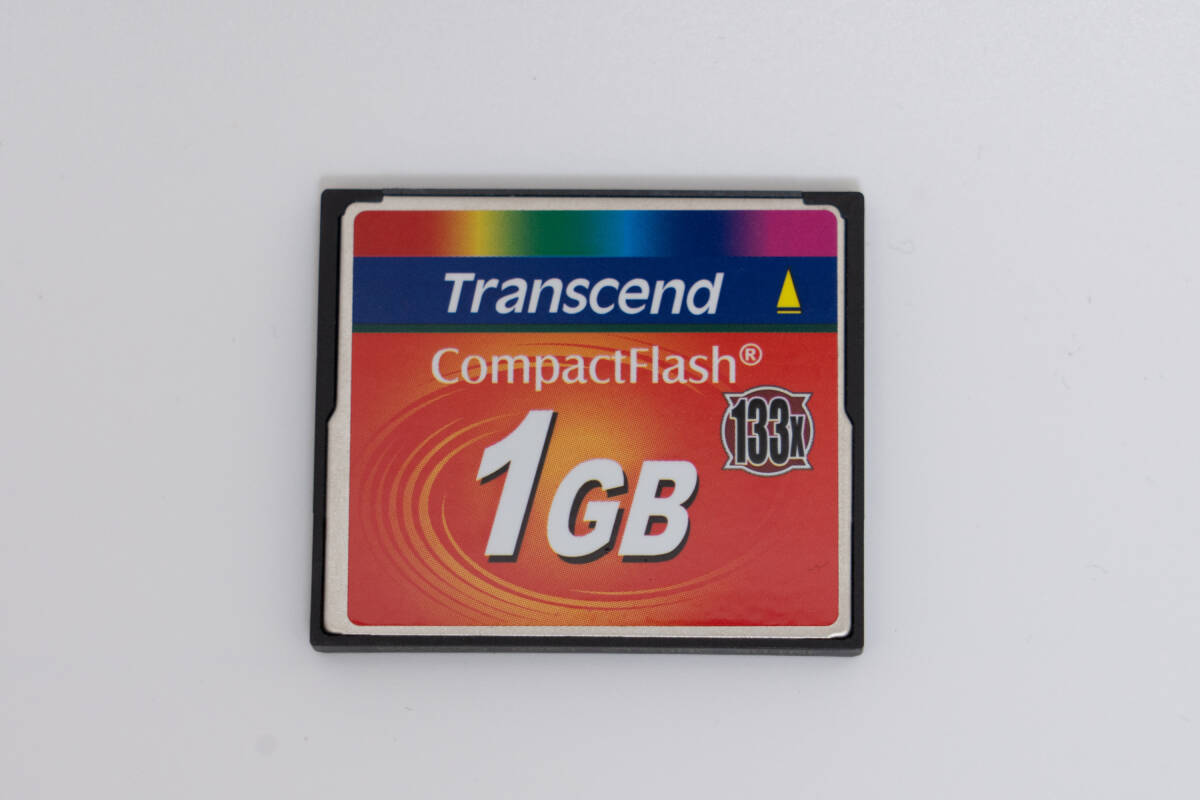 Transcend
CompactFlash®
133x
1GB